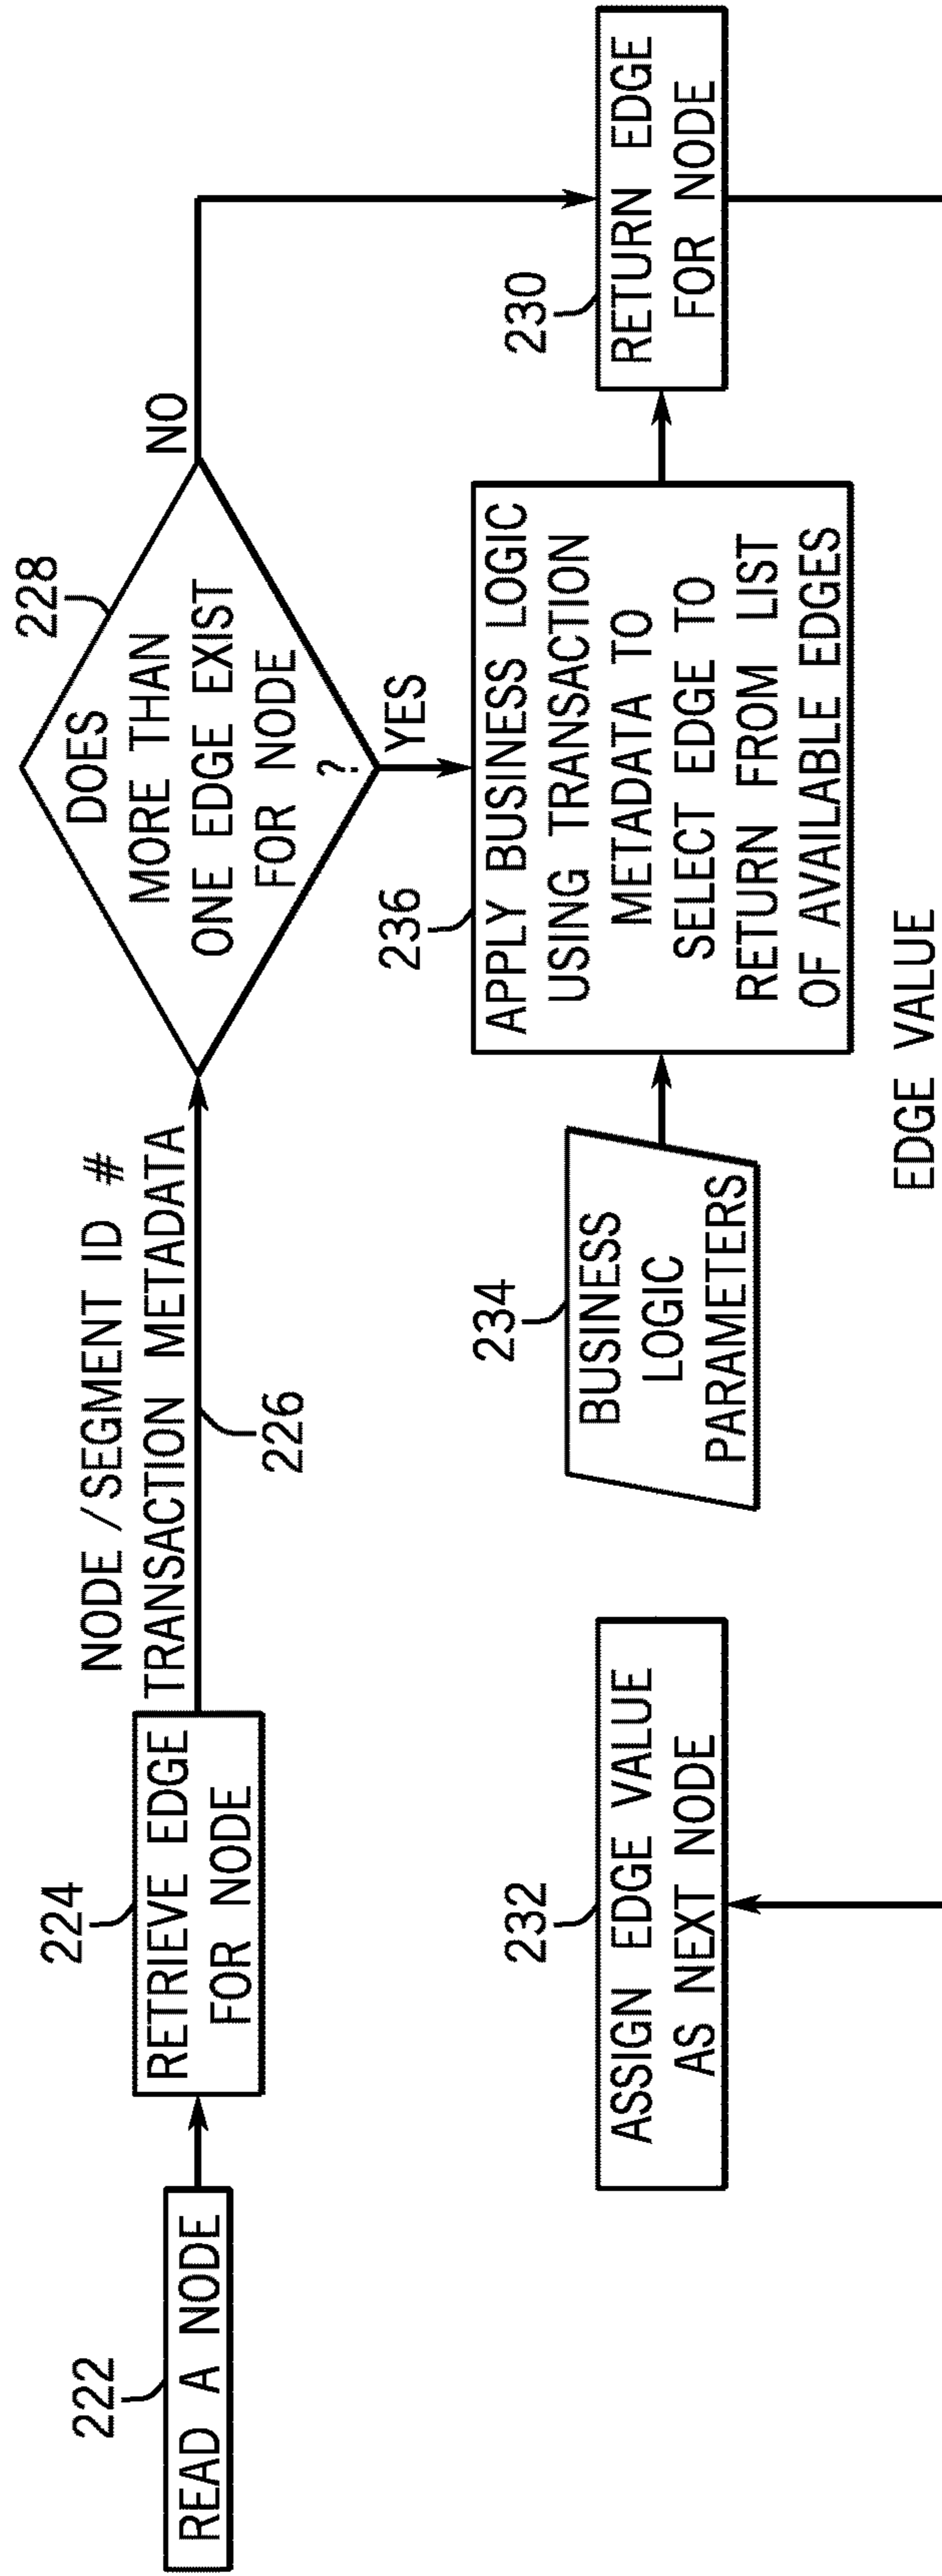 222
READ A NODE
224
RETRIEVE EDGE
FOR NODE
NODE /SEGMENT ID #
TRANSACTION METADATA
226
228
DOES
MORE THAN
ONE EDGE EXIST
FOR NODE
?
NO
YES
232
ASSIGN EDGE VALUE
AS NEXT NODE
234
BUSINESS
LOGIC
PARAMETERS
236
APPLY BUSINESS LOGIC
USING TRANSACTION
METADATA TO
SELECT EDGE TO
RETURN FROM LIST
OF AVAILABLE EDGES
230
RETURN EDGE
FOR NODE
EDGE VALUE